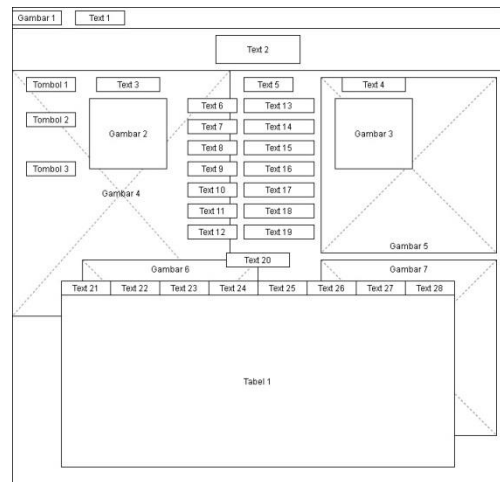 Gambar 1 Text 1
Text 2
Tombol 1 Text 3 Text 5 Text 4
Text 6 Text 13
Tombol 2 Text 7 Text 14
Gambar 2 Gambar 3
Text 8 Text 15
Tombol 3 Text 9 Text 16
Gambar 4 Text 10 Text 17
Text 11 Text 18
Text 12 Text 19
Gambar 5
Text 20
Gambar 6 Gambar 7
Text 21 Text 22 Text 23 Text 24 Text 25 Text 26 Text 27 Text 28
Tabel 1